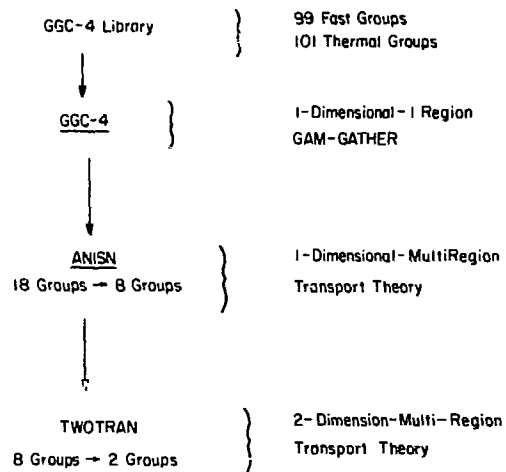 GGC-4 Library
99 Fast Groups
101 Thermal Groups
GGC-4
1-Dimensional-1 Region
GAM-GATHER
ANISN
18 Groups → 8 Groups
1-Dimensional-MultiRegion
Transport Theory
TWOTRAN
8 Groups → 2 Groups
2-Dimension-Multi-Region
Transport Theory